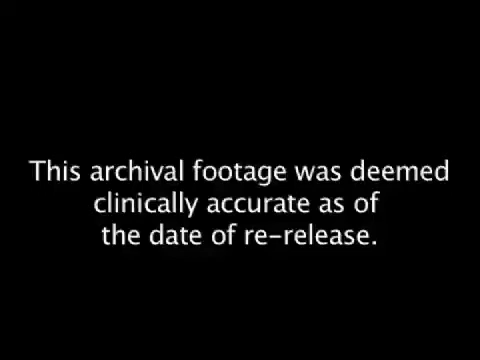 This archival footage was deemed
clinically accurate as of
the date of re-release.